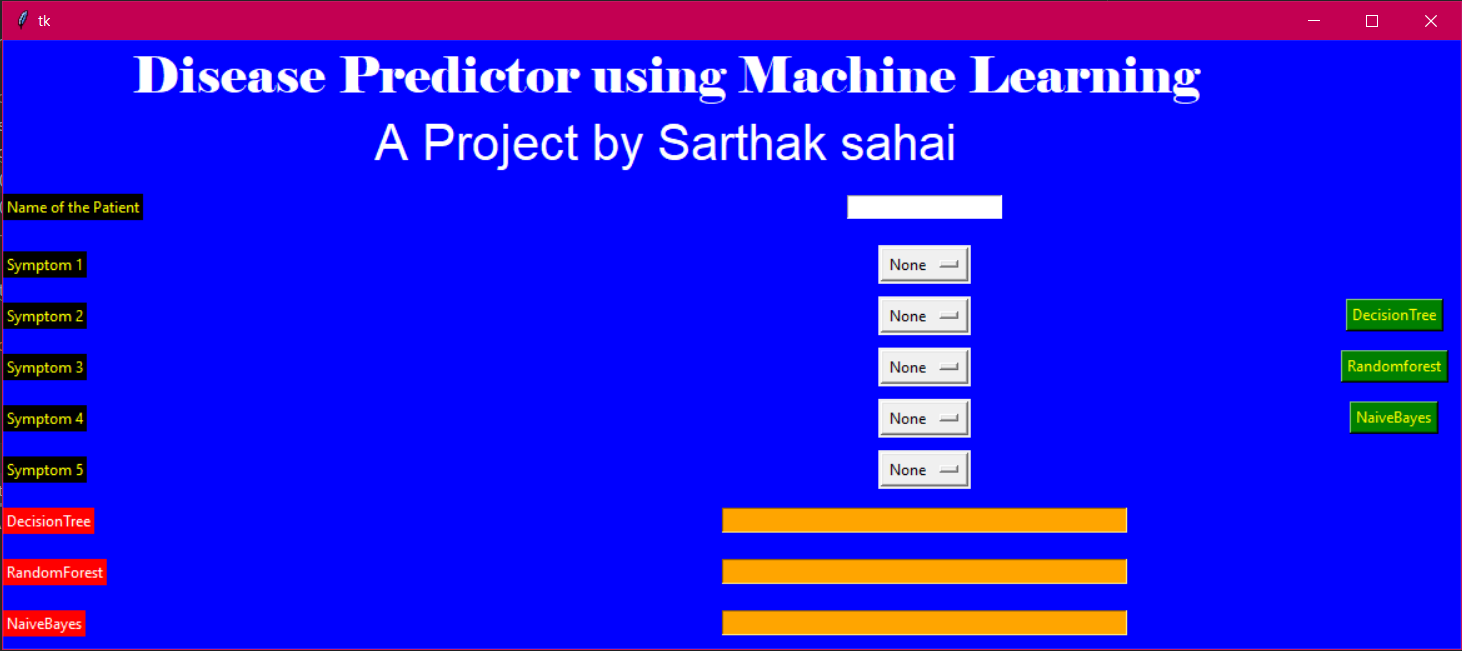 tk
Disease Predictor using Machine Learning
A Project by Sarthak sahai
Name of the Patient
Symptom 1 None
Symptom 2 None DecisionTree
Symptom 3 None Randomforest
Symptom 4 None NaiveBayes
Symptom 5 None
DecisionTree
RandomForest
NaiveBayes